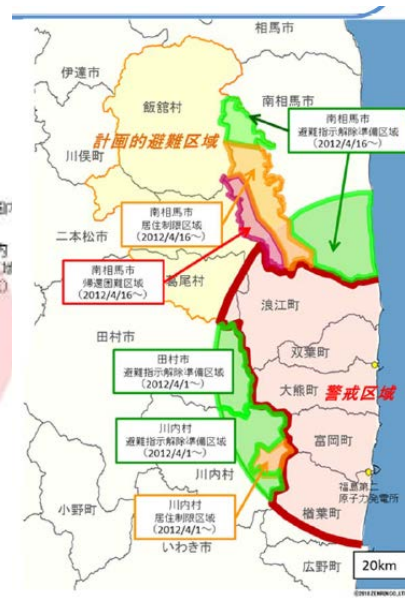 相馬市
伊達市
飯舘村
南相馬市
南相馬市
避難指示解除準備区域
(2012/4/16～)
計画的避難区域
川俣町
南相馬市
居住制限区域
(2012/4/16～)
二本松市
南相馬市
帰還困難区域
(2012/4/16～)
葛尾村
浪江町
田村市
双葉町
田村市
避難指示解除準備区域
(2012/4/1～)
大熊町
警戒区域
川内村
避難指示解除準備区域
(2012/4/1～)
富岡町
川内村
福島第二
原子力発電所
小野町
川内村
居住制限区域
(2012/4/1～)
楢葉町
いわき市
広野町
20km